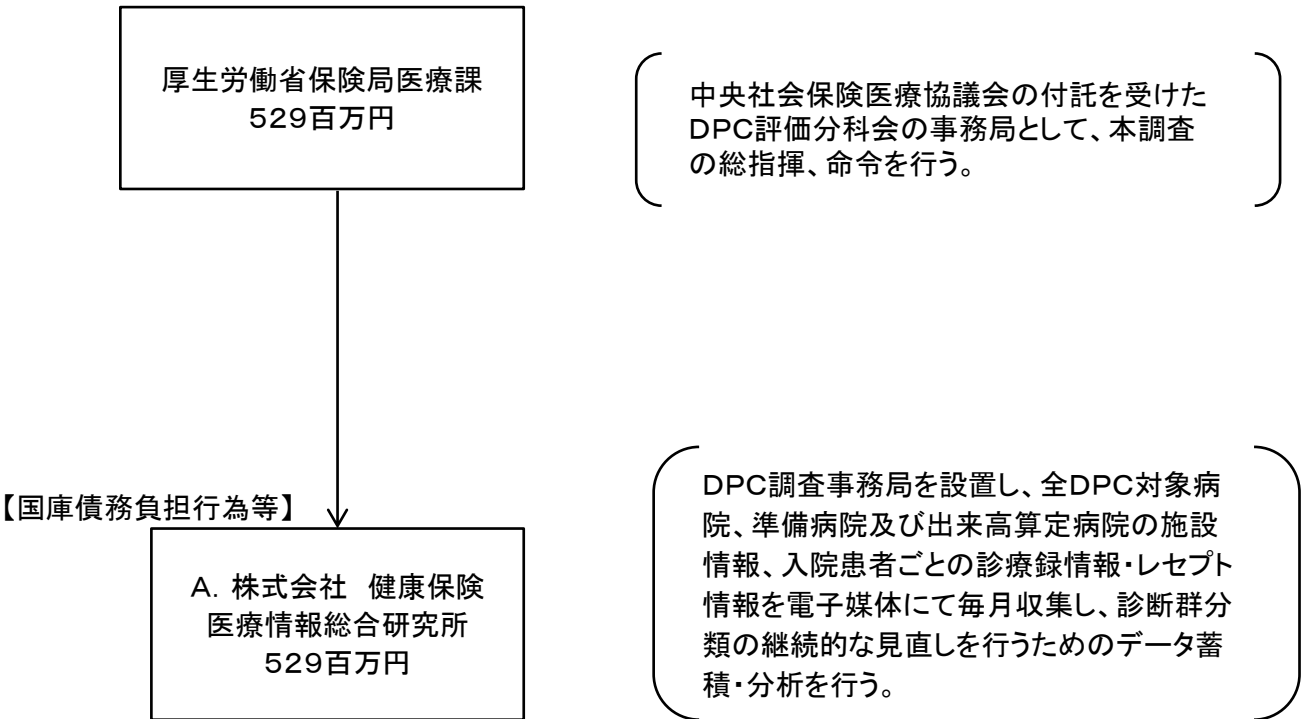 厚生労働省保険局医療課
529百万円
中央社会保険医療協議会の付託を受けた
DPC評価分科会の事務局として、本調査
の総指揮、命令を行う。
【国庫債務負担行為等】
A. 株式会社 健康保険
医療情報総合研究所
529百万円
DPC調査事務局を設置し、全DPC対象病
院、準備病院及び出来高算定病院の施設
情報、入院患者ごとの診療録情報・レセプト
情報を電子媒体にて毎月収集し、診断群分
類の継続的な見直しを行うためのデータ蓄
積・分析を行う。